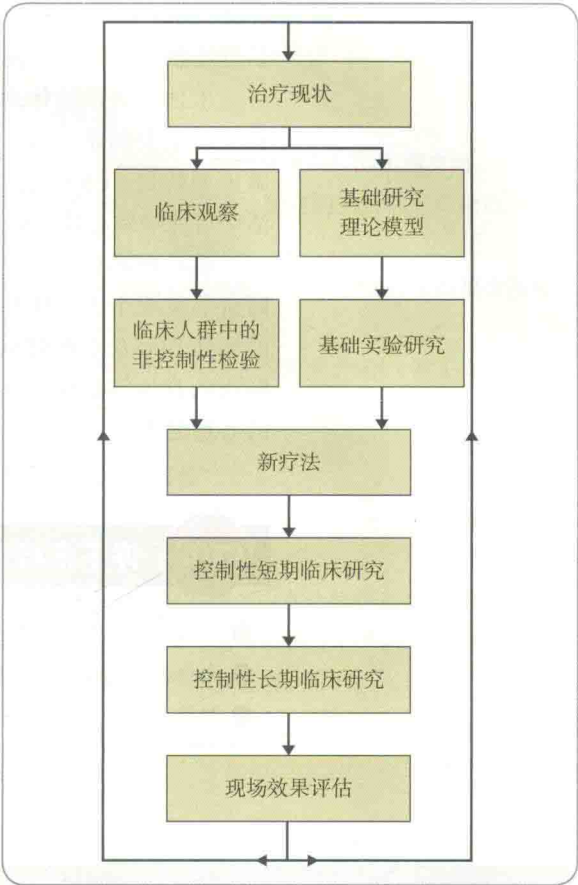 治疗现状
临床观察
基础研究
理论模型
临床人群中的
非控制性检验
基础实验研究
新疗法
控制性短期临床研究
控制性长期临床研究
现场效果评估